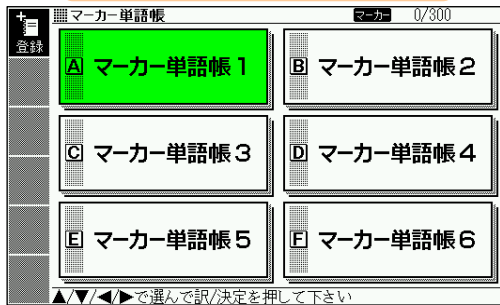 マーカー単語帳 マーカー 0/300
登録
A マーカー単語帳1
B マーカー単語帳2
C マーカー単語帳3
D マーカー単語帳4
E マーカー単語帳5
F マーカー単語帳6
▲/▼/◀/▶で選んで訳/決定を押して下さい